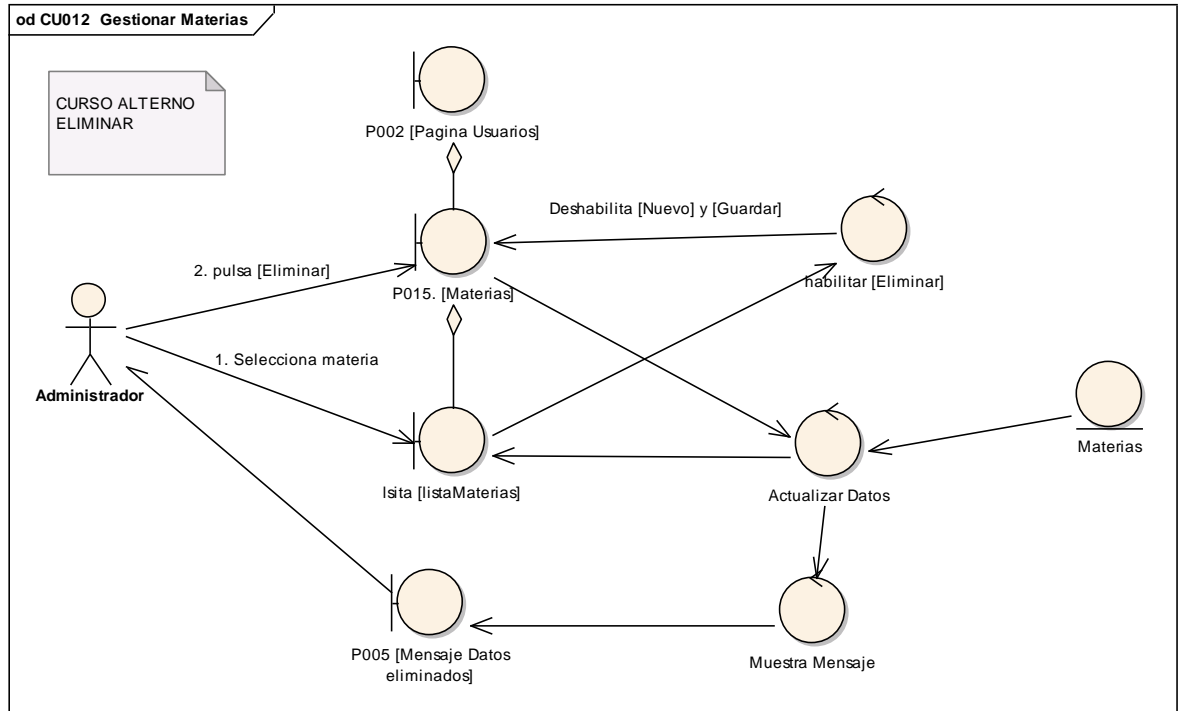 od CU012 Gestionar Materias
CURSO ALTERNO
ELIMINAR
P002 [Pagina Usuarios]
Deshabilita [Nuevo] y [Guardar]
2. pulsa [Eliminar]
habilitar [Eliminar]
P015. [Materias]
1. Selecciona materia
Administrador
Materias
lsita [listaMaterias]
Actualizar Datos
P005 [Mensaje Datos
eliminados]
Muestra Mensaje